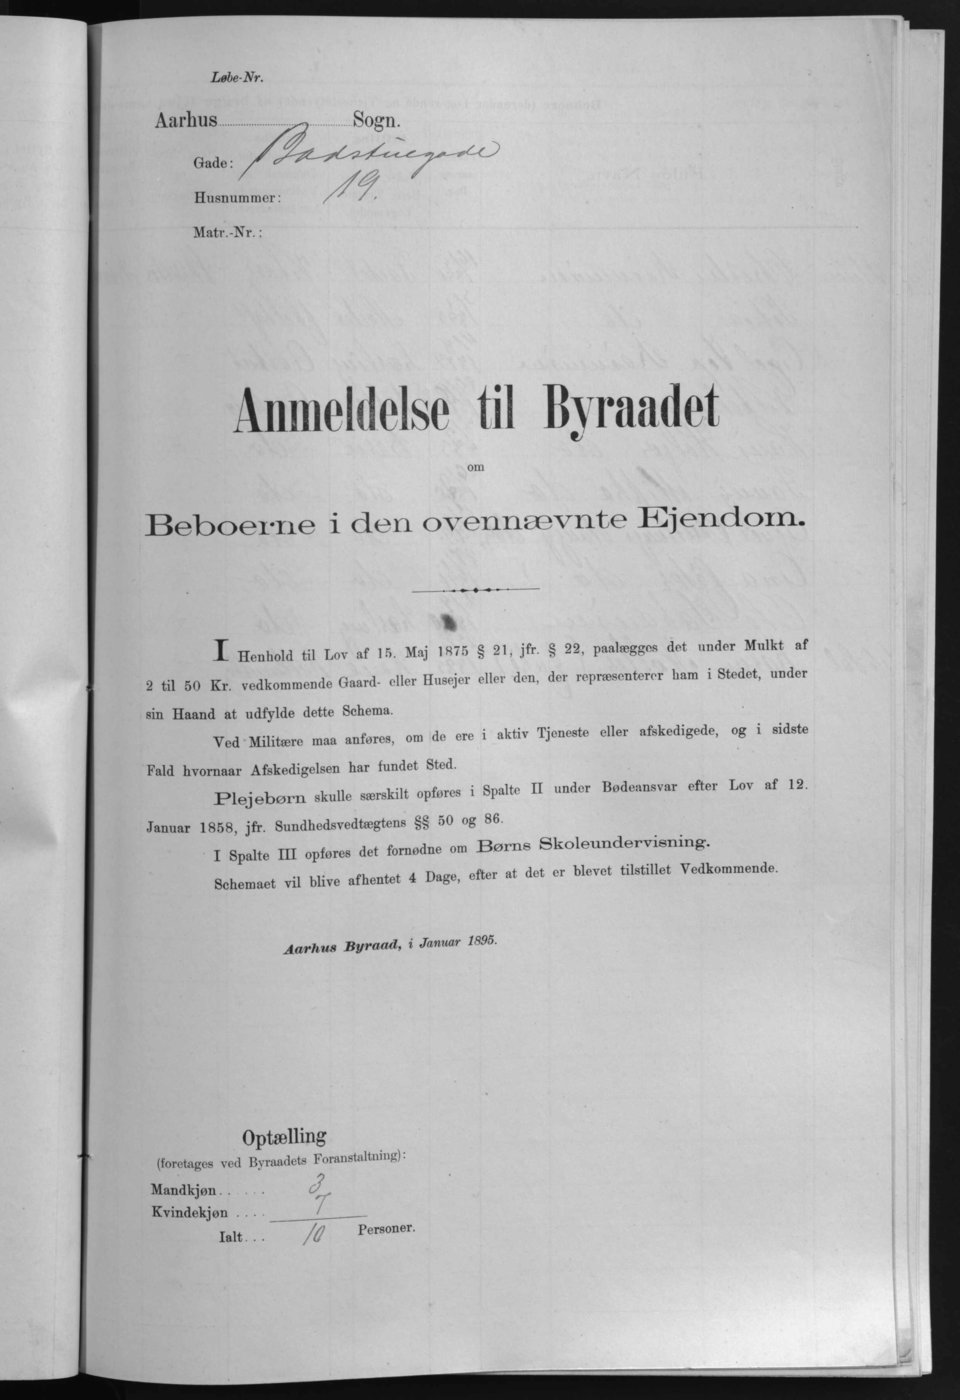 Løbe-Nr.
Aarhus Sogn.
Gade: Badstuegade
Husnummer: 19.
Matr.-Nr.:
Anmeldelse til Byraadet
om
Beboerne i den ovennævnte Ejendom.
I Henhold til Lov af 15. Maj 1875 § 21, jfr. § 22, paalægges det under Mulkt af
2 til 50 Kr. vedkommende Gaard- eller Husejer eller den, der repræsenterer ham i Stedet, under
sin Haand at udfylde dette Schema.
Ved Militære maa anføres, om de ere i aktiv Tjeneste eller afskedigede, og i sidste
Fald hvornaar Afskedigelsen har fundet Sted.
Plejebørn skulle særskilt opføres i Spalte II under Bødeansvar efter Lov af 12.
Januar 1858, jfr. Sundhedsvedtægtens §§ 50 og 86.
I Spalte III opføres det fornødne om Børns Skoleundervisning.
Schemaet vil blive afhentet 4 Dage, efter at det er blevet tilstillet Vedkommende.
Aarhus Byraad, i Januar 1895.
Optælling
(foretages ved Byraadets Foranstaltning):
Mandkjøn...... 3
Kvindekjøn .... 7
Ialt... 10 Personer.